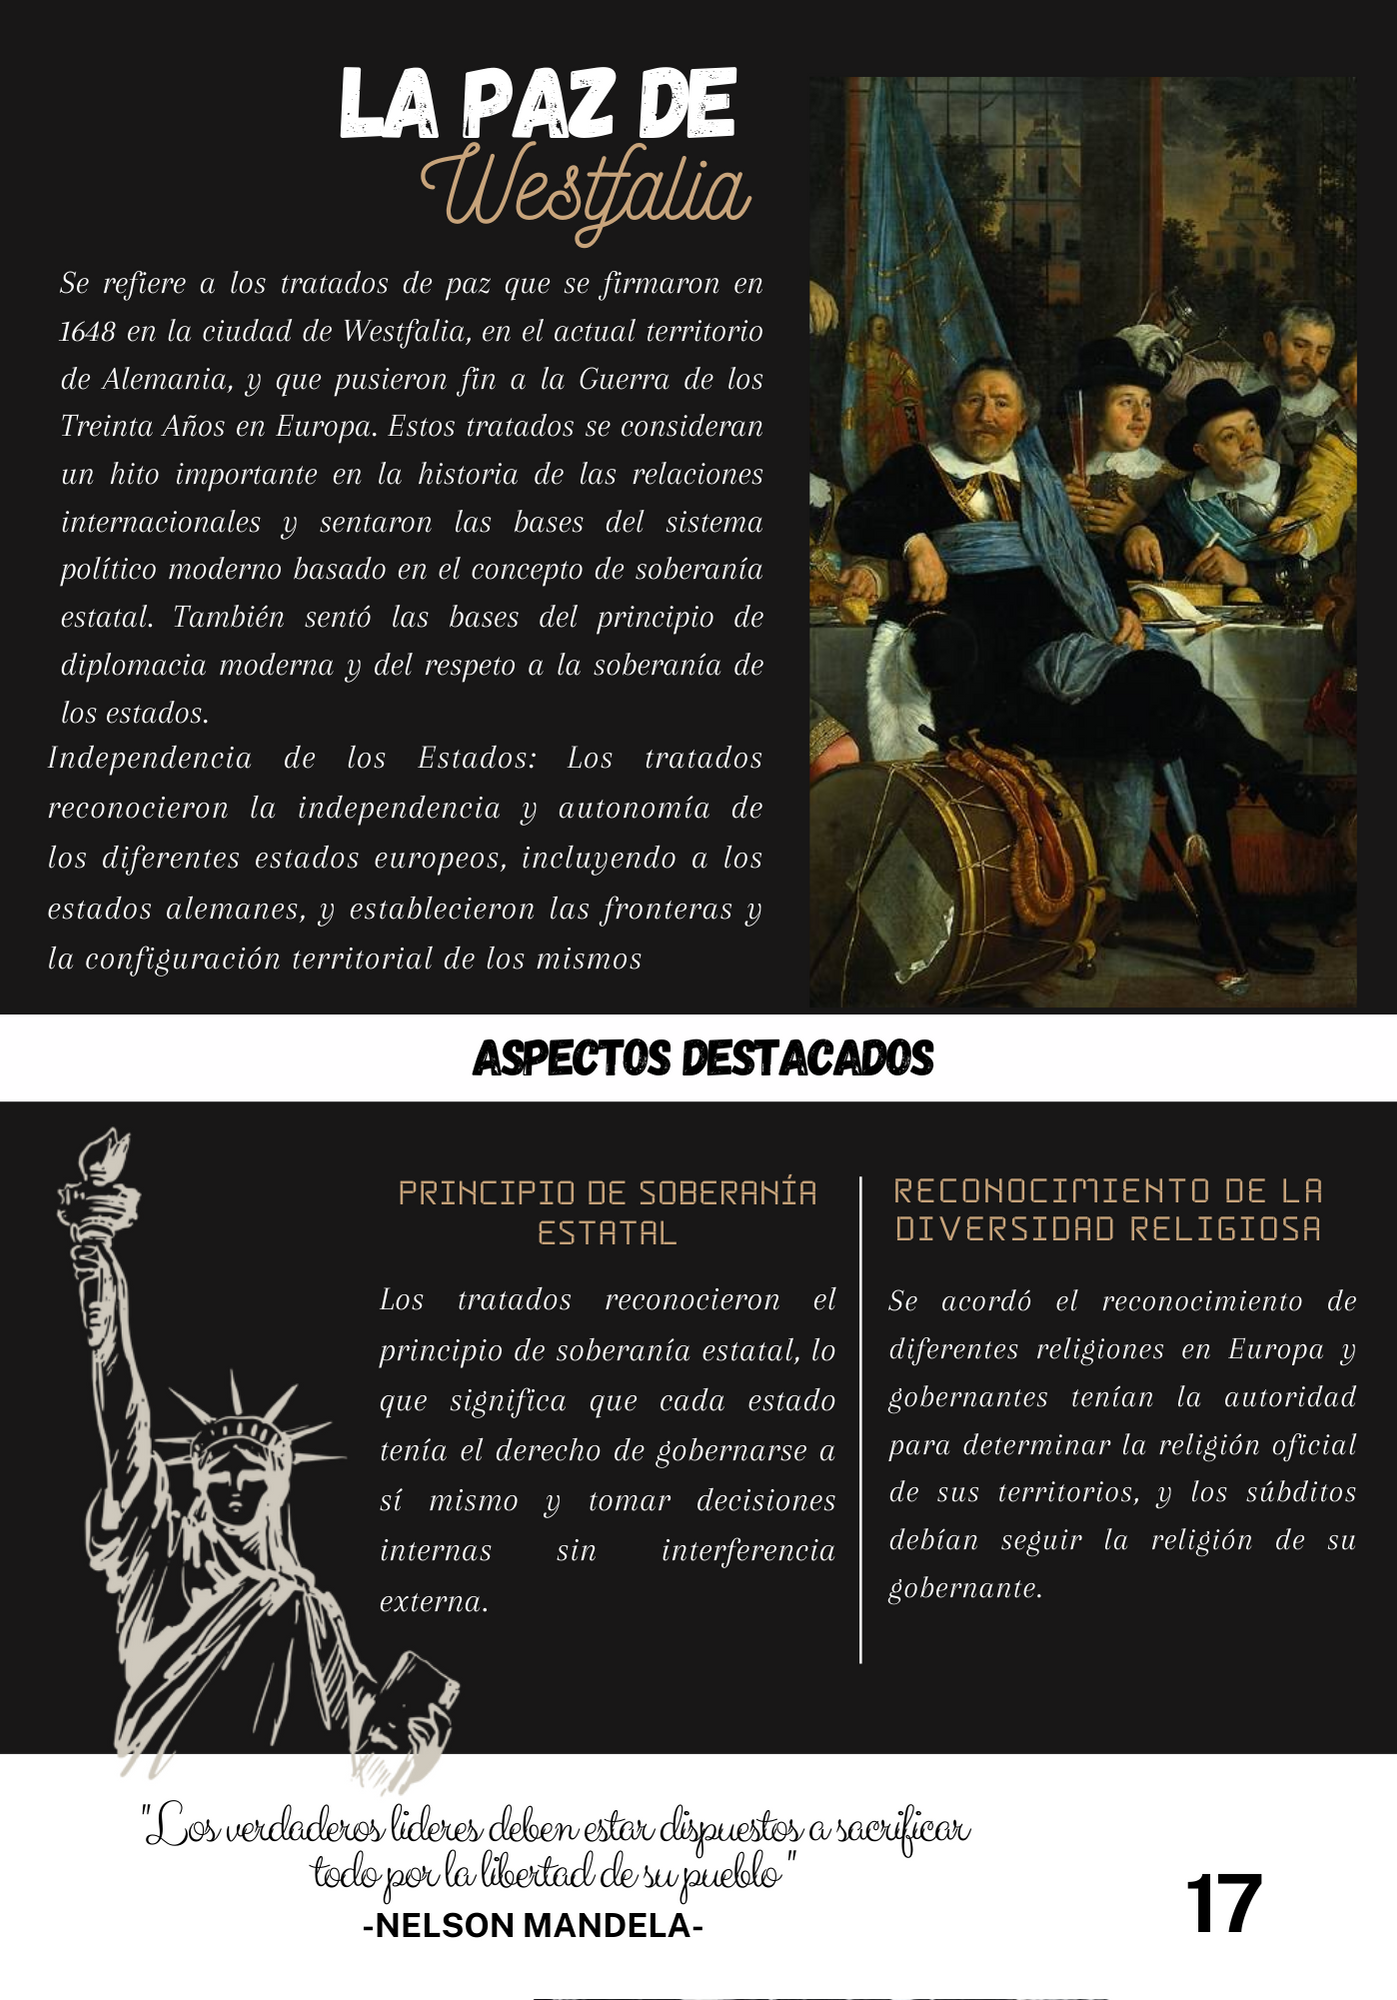 LA PAZ DE
Westfalia
Se refiere a los tratados de paz que se firmaron en
1648 en la ciudad de Westfalia, en el actual territorio
de Alemania, y que pusieron fin a la Guerra de los
Treinta Años en Europa. Estos tratados se consideran
un hito importante en la historia de las relaciones
internacionales y sentaron las bases del sistema
político moderno basado en el concepto de soberanía
estatal. También sentó las bases del principio de
diplomacia moderna y del respeto a la soberanía de
los estados.
Independencia de los Estados: Los tratados
reconocieron la independencia y autonomía de
los diferentes estados europeos, incluyendo a los
estados alemanes, y establecieron las fronteras y
la configuración territorial de los mismos
ASPECTOS DESTACADOS
PRINCIPIO DE SOBERANÍA
ESTATAL
Los tratados reconocieron el
principio de soberanía estatal, lo
que significa que cada estado
tenía el derecho de gobernarse a
sí mismo y tomar decisiones
internas sin interferencia
externa.
RECONOCIMIENTO DE LA
DIVERSIDAD RELIGIOSA
Se acordó el reconocimiento de
diferentes religiones en Europa y
gobernantes tenían la autoridad
para determinar la religión oficial
de sus territorios, y los súbditos
debían seguir la religión de su
gobernante.
"Los verdaderos lideres deben estar dispuestos a sacrificar
todo por la libertad de su pueblo"
-NELSON MANDELA-
17